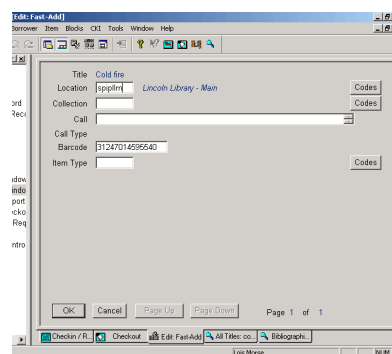 [Edit: Fast-Add]
Borrower Item Blocks CKI Tools Window Help
Title Cold fire
Location spipllm Lincoln Library - Main Codes
Collection Codes
Call
Call Type
Barcode 31247014595540
Item Type Codes
OK Cancel Page Up Page Down Page 1 of 1
Checkin / R... Checkout Edit: Fast-Add All Titles: co... Bibliographi...
Lois Morse NUM